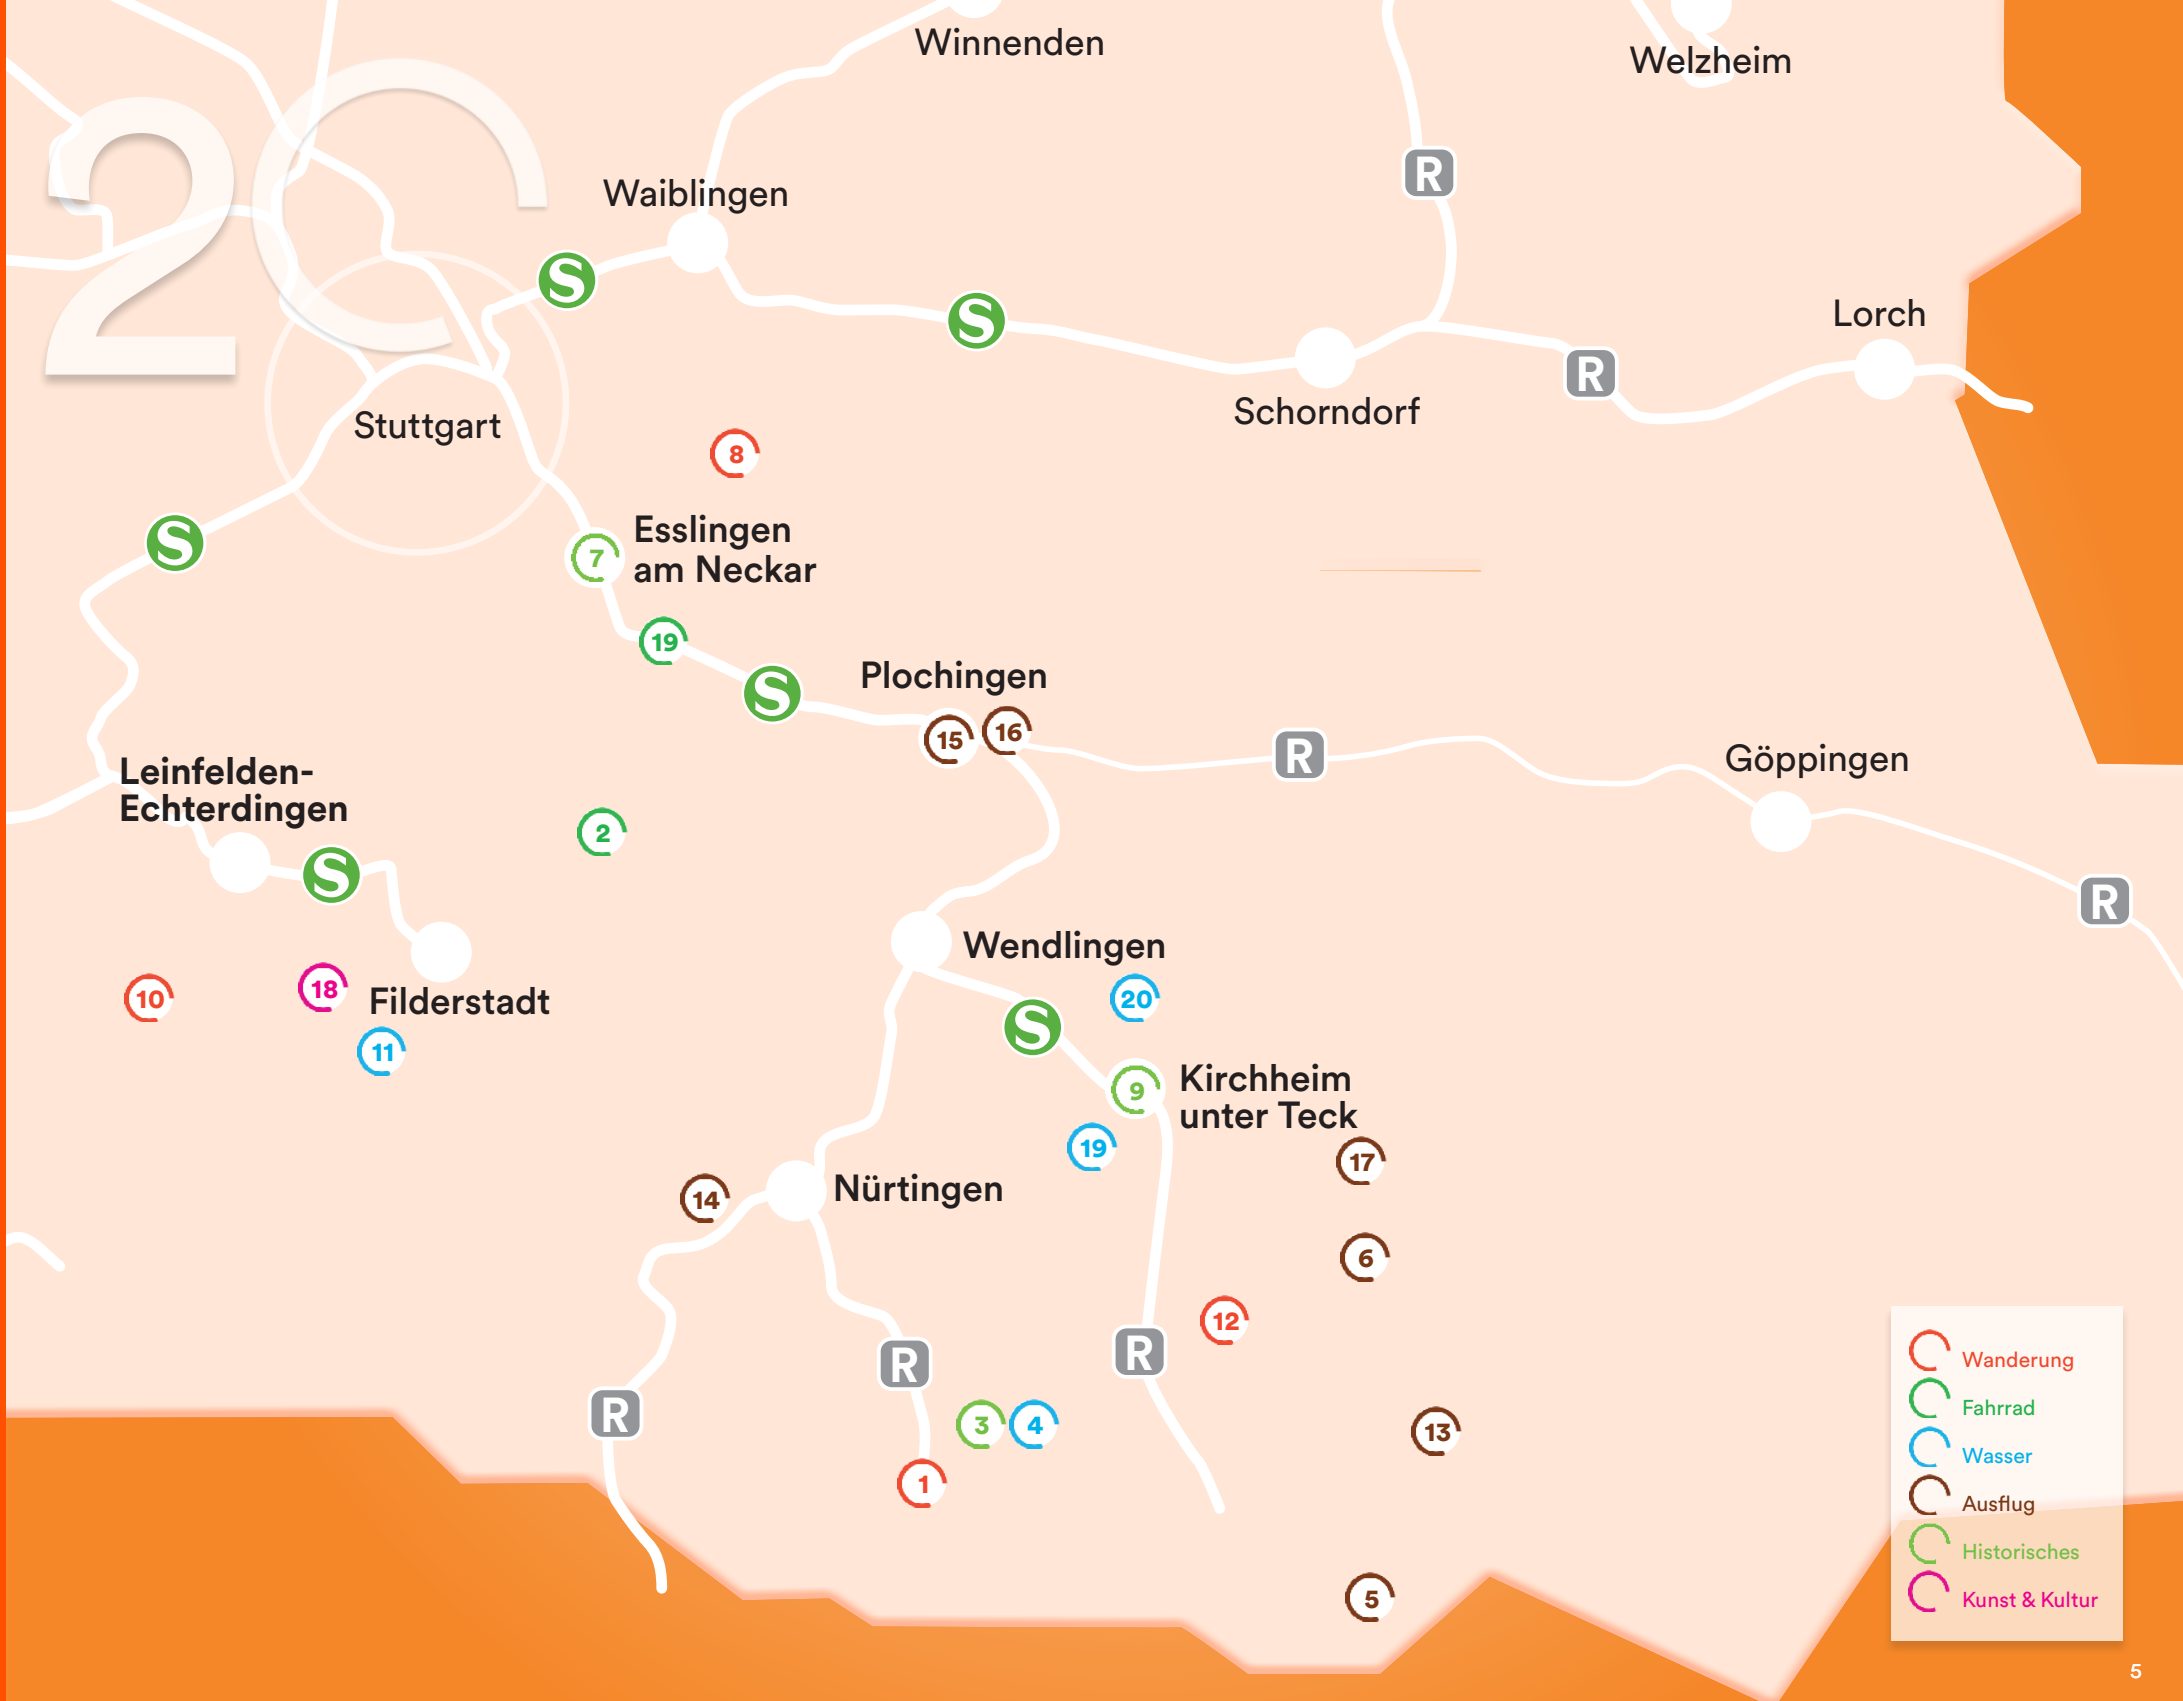 Winnenden
Welzheim
20
Waiblingen
R
S
S
Lorch
R
Schorndorf
Stuttgart
8
Esslingen
am Neckar
7
S
19
Plochingen
S
15
16
R
Göppingen
Leinfelden-
Echterdingen
2
S
R
Wendlingen
10
18
Filderstadt
20
S
11
Kirchheim
unter Teck
9
19
17
14
Nürtingen
6
12
R
R
R
3
4
13
1
5
Wanderung
Fahrrad
Wasser
Ausflug
Historisches
Kunst & Kultur
5